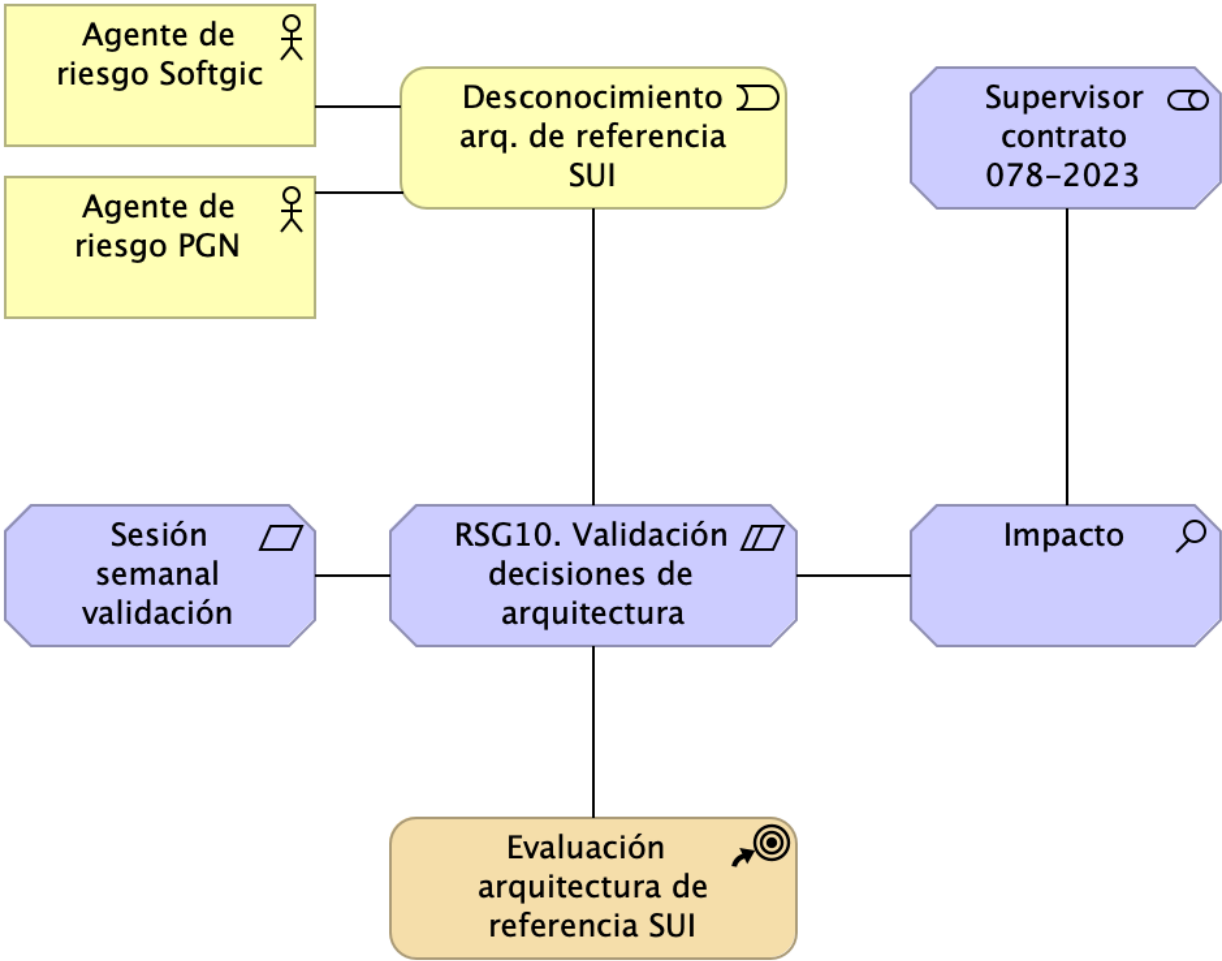 Agente de
riesgo Softgic
Desconocimiento
arq. de referencia
SUI
Supervisor
contrato
078-2023
Agente de
riesgo PGN
Sesión
semanal
validación
RSG10. Validación
decisiones de
arquitectura
Impacto
Evaluación
arquitectura de
referencia SUI